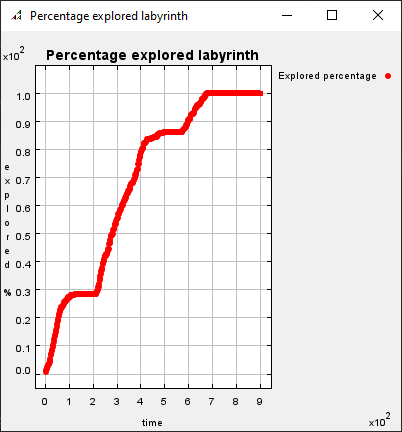 Percentage explored labyrinth
x10^2
Percentage explored labyrinth
Explored percentage
1.0
0.9
0.8
0.7
0.6
0.5
0.4
0.3
0.2
0.1
0.0
explored %
0 1 2 3 4 5 6 7 8 9
time
x10^2